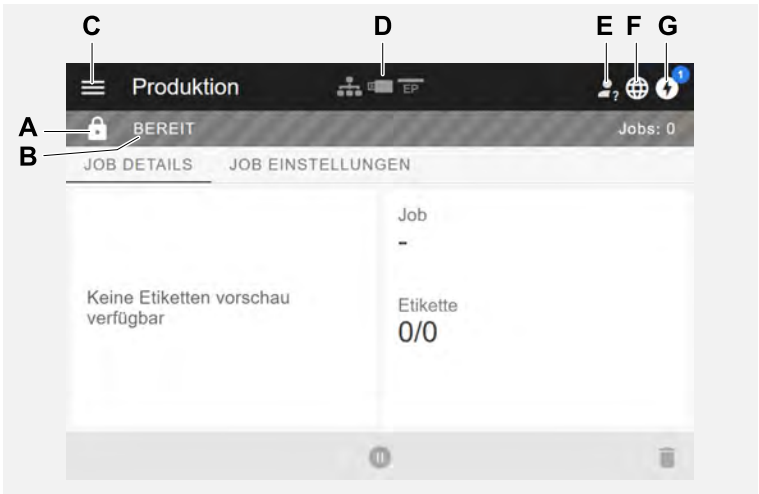 C D E F G
Produktion EP 1
A BEREIT Jobs: 0
B
JOB DETAILS JOB EINSTELLUNGEN
Job
-
Keine Etiketten vorschau
verfügbar
Etikette
0/0